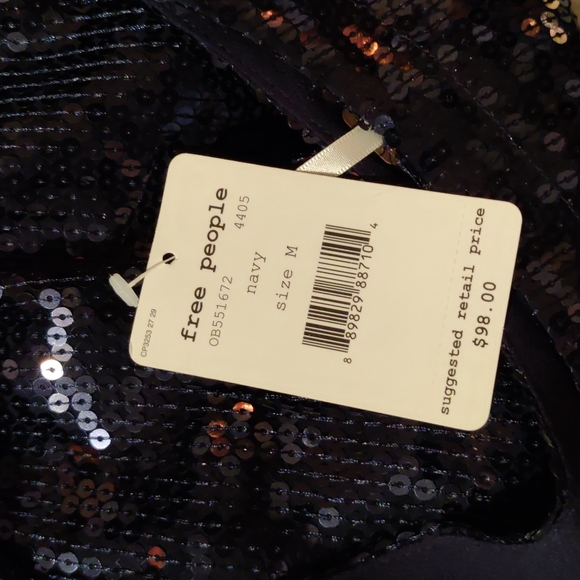 free people
OB551672 4405
navy
size M
8 89829 88710 4
suggested retail price
$98.00
CP3253 27 29